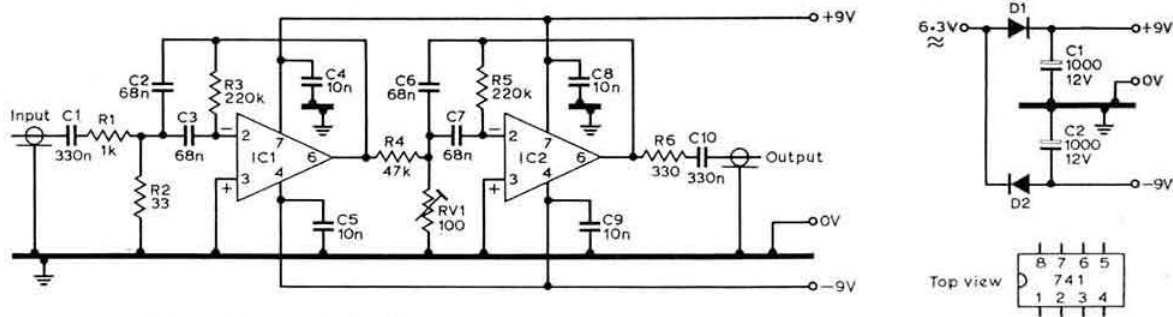 +9V
C2
68n
R3
220k
C4
10n
C6
68n
R5
220k
C8
10n
Input
C1
330n
R1
1k
C3
68n
2
−
7
IC1
6
4
3
+
R4
47k
C7
68n
2
−
7
IC2
6
4
3
+
R6
330
C10
330n
Output
R2
33
C5
10n
RV1
100
C9
10n
0V
−9V
6·3V
≈
D1
+9V
C1
1000
12V
0V
C2
1000
12V
D2
−9V
Top view
8 7 6 5
741
1 2 3 4